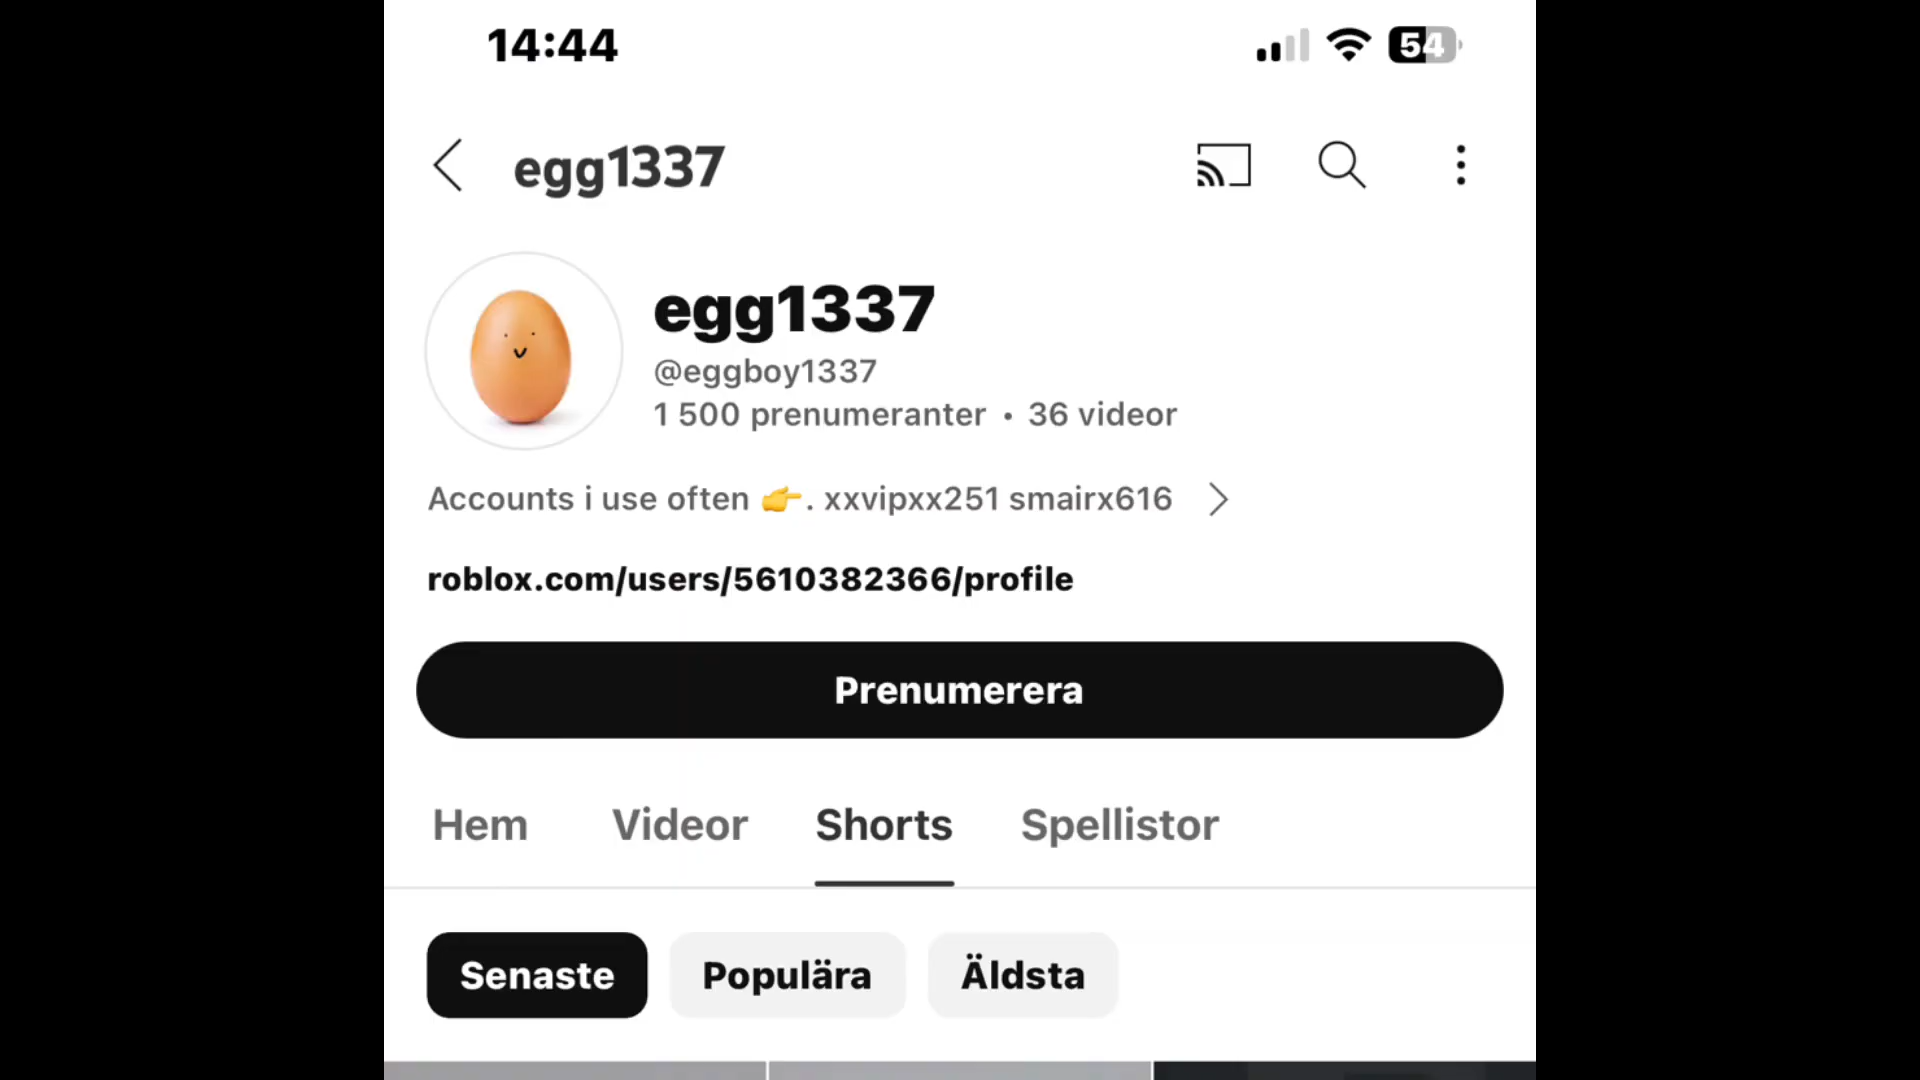 14:44
54
egg1337
egg1337
@eggboy1337
1 500 prenumeranter • 36 videor
Accounts i use often 👉. xxvipxx251 smairx616
roblox.com/users/5610382366/profile
Prenumerera
Hem Videor Shorts Spellistor
Senaste Populära Äldsta